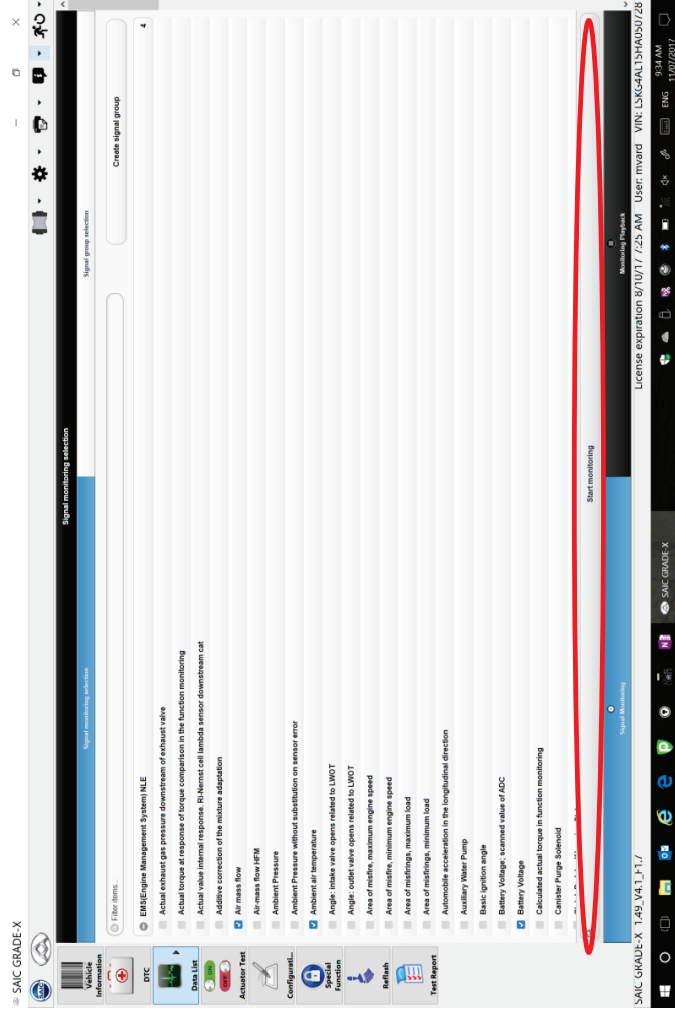 SAIC GRADE-X
Signal monitoring selection
Signal monitoring selection
Signal group selection
Filter items...
Create signal group
EMS(Engine Management System) NLE
4
Actual exhaust gas pressure downstream of exhaust valve
Actual torque at response of torque comparison in the function monitoring
Actual value internal response. RI-Nernst cell lambda sensor downstream cat
Additive correction of the mixture adaptation
Air mass flow
Air-mass flow HFM
Ambient Pressure
Ambient Pressure without substitution on sensor error
Ambient air temperature
Angle: intake valve opens related to LWOT
Angle: outlet valve opens related to LWOT
Area of misfire, maximum engine speed
Area of misfire, minimum engine speed
Area of misfirings, maximum load
Area of misfirings, minimum load
Automobile acceleration in the longitudinal direction
Auxiliary Water Pump
Basic ignition angle
Battery Voltage; scanned value of ADC
Battery Voltage
Calculated actual torque in function monitoring
Canister Purge Solenoid
Vehicle
Information
DTC
Data List
ON
OFF
Actuator Test
Configurati...
Special
Function
Reflash
Test Report
Start monitoring
Signal Monitoring
Monitoring Playback
SAIC GRADE-X 1.49_V4.1_F17
License expiration 8/10/17 7:25 AM
User: mvard
VIN: LSKG4AL15HA050728
SAIC GRADE-X
ENG
9:34 AM
11/07/2017